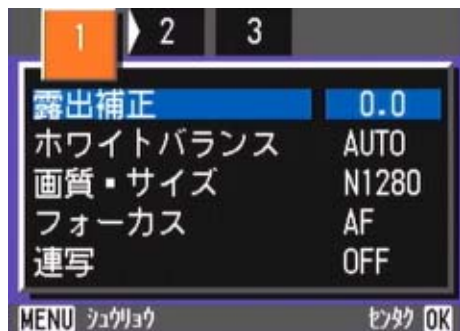 1 2 3
露出補正 0.0
ホワイトバランス AUTO
画質▪サイズ N1280
フォーカス AF
連写 OFF
MENU ｼｭｳﾘｮｳ ｾﾝﾀｸ OK